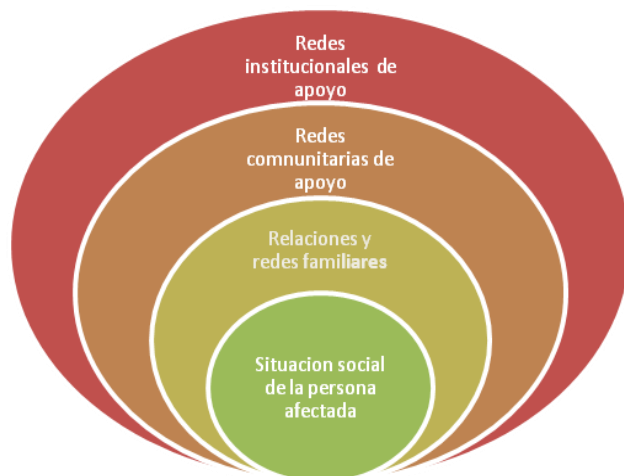 Redes
institucionales de
apoyo
Redes
comnunitarias de
apoyo
Relaciones y
redes familiares
Situacion social
de la persona
afectada